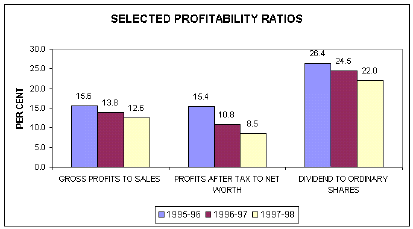 SELECTED PROFITABILITY RATIOS
PER CENT
30.0
25.0
20.0
15.0
10.0
5.0
0.0
15.6 13.8 12.6
15.4 10.8 8.5
26.4 24.5 22.0
GROSS PROFITS TO SALES
PROFITS AFTER TAX TO NET
WORTH
DIVIDEND TO ORDINARY
SHARES
1995-96 1996-97 1997-98